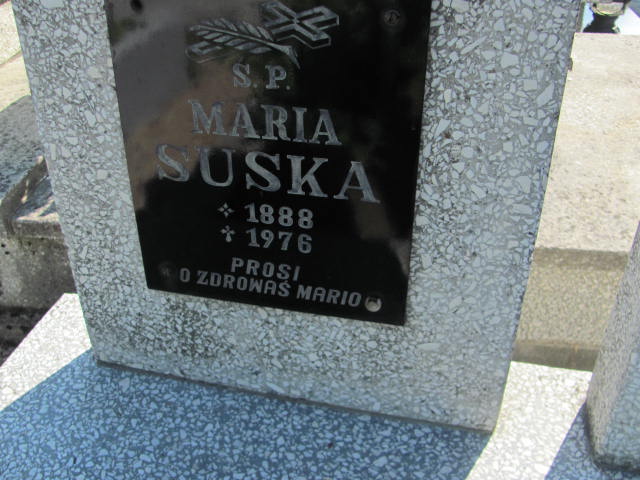 S. P.
MARIA
SUSKA
1888
1976
PROSI
O ZDROWAŚ MARIO